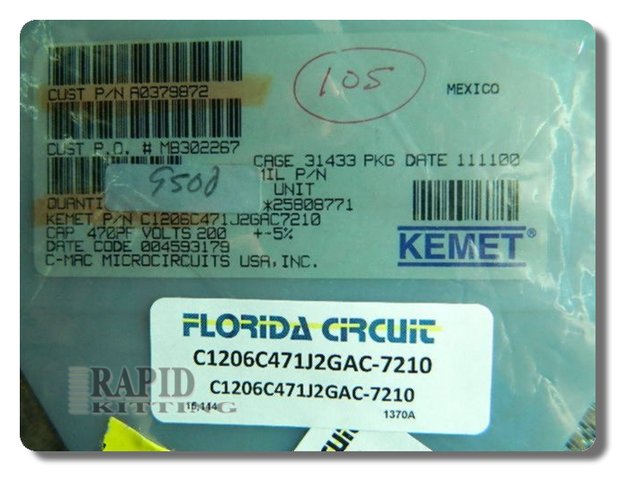 CUST P/N A0379872
105
MEXICO
CUST P.O. # MB302267
CAGE 31433 PKG DATE 111100
MIL P/N
9500
UNIT
QUANTI
*25808771
KEMET P/N C1206C471J2GAC7210
CAP 470PF VOLTS 200 +-5%
DATE CODE 004593179
C-MAC MICROCIRCUITS USA, INC.
KEMET®
FLORIDA CIRCUIT
C1206C471J2GAC-7210
C1206C471J2GAC-7210
1370A
RAPID
KITTING